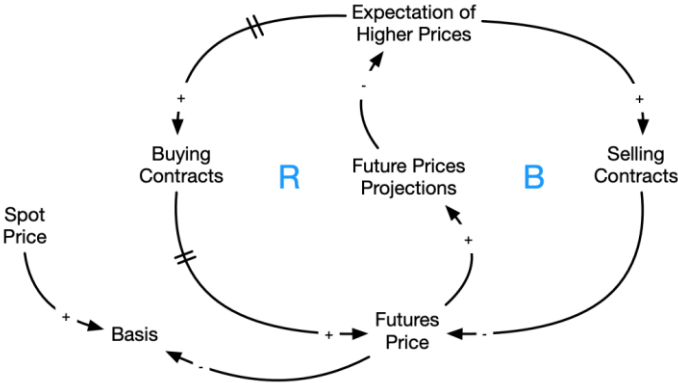 Expectation of
Higher Prices
+
-
+
Buying
Contracts
R
Future Prices
Projections
B
Selling
Contracts
Spot
Price
+
+
Basis
+
Futures
Price
-
-